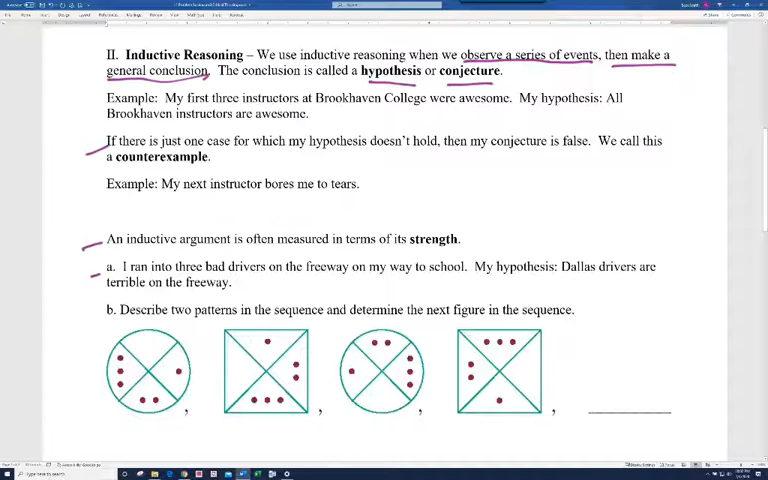 II. Inductive Reasoning – We use inductive reasoning when we observe a series of events, then make a
general conclusion. The conclusion is called a hypothesis or conjecture.
Example: My first three instructors at Brookhaven College were awesome. My hypothesis: All
Brookhaven instructors are awesome.
If there is just one case for which my hypothesis doesn’t hold, then my conjecture is false. We call this
a counterexample.
Example: My next instructor bores me to tears.
An inductive argument is often measured in terms of its strength.
a. I ran into three bad drivers on the freeway on my way to school. My hypothesis: Dallas drivers are
terrible on the freeway.
b. Describe two patterns in the sequence and determine the next figure in the sequence.
, , , ,